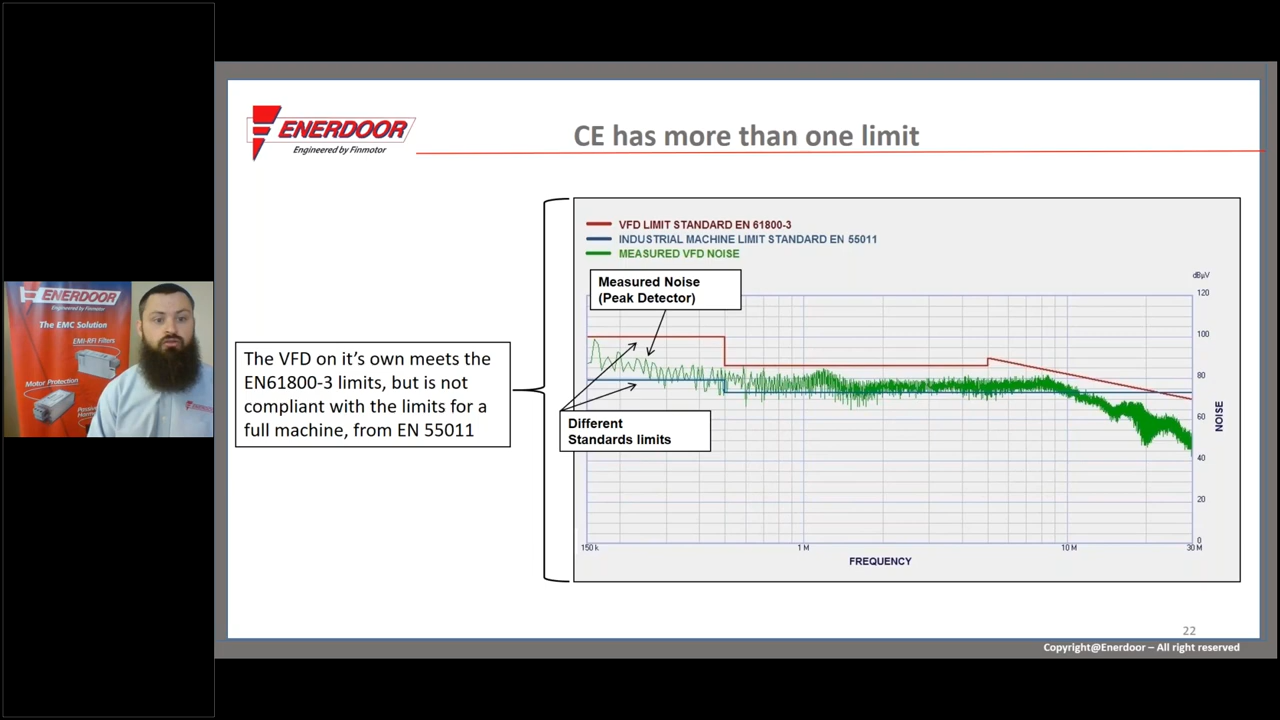 ENERDOOR
Engineered by Finmotor
CE has more than one limit
VFD LIMIT STANDARD EN 61800-3
INDUSTRIAL MACHINE LIMIT STANDARD EN 55011
MEASURED VFD NOISE
Measured Noise
(Peak Detector)
Different
Standards limits
dBµV
120
100
80
60
40
20
0
NOISE
150 k
1 M
10 M
30 M
FREQUENCY
The VFD on it's own meets the
EN61800-3 limits, but is not
compliant with the limits for a
full machine, from EN 55011
ENERDOOR
Engineered by Finmotor
The EMC Solution
EMI-RFI Filters
Motor Protection
22
Copyright@Enerdoor – All right reserved